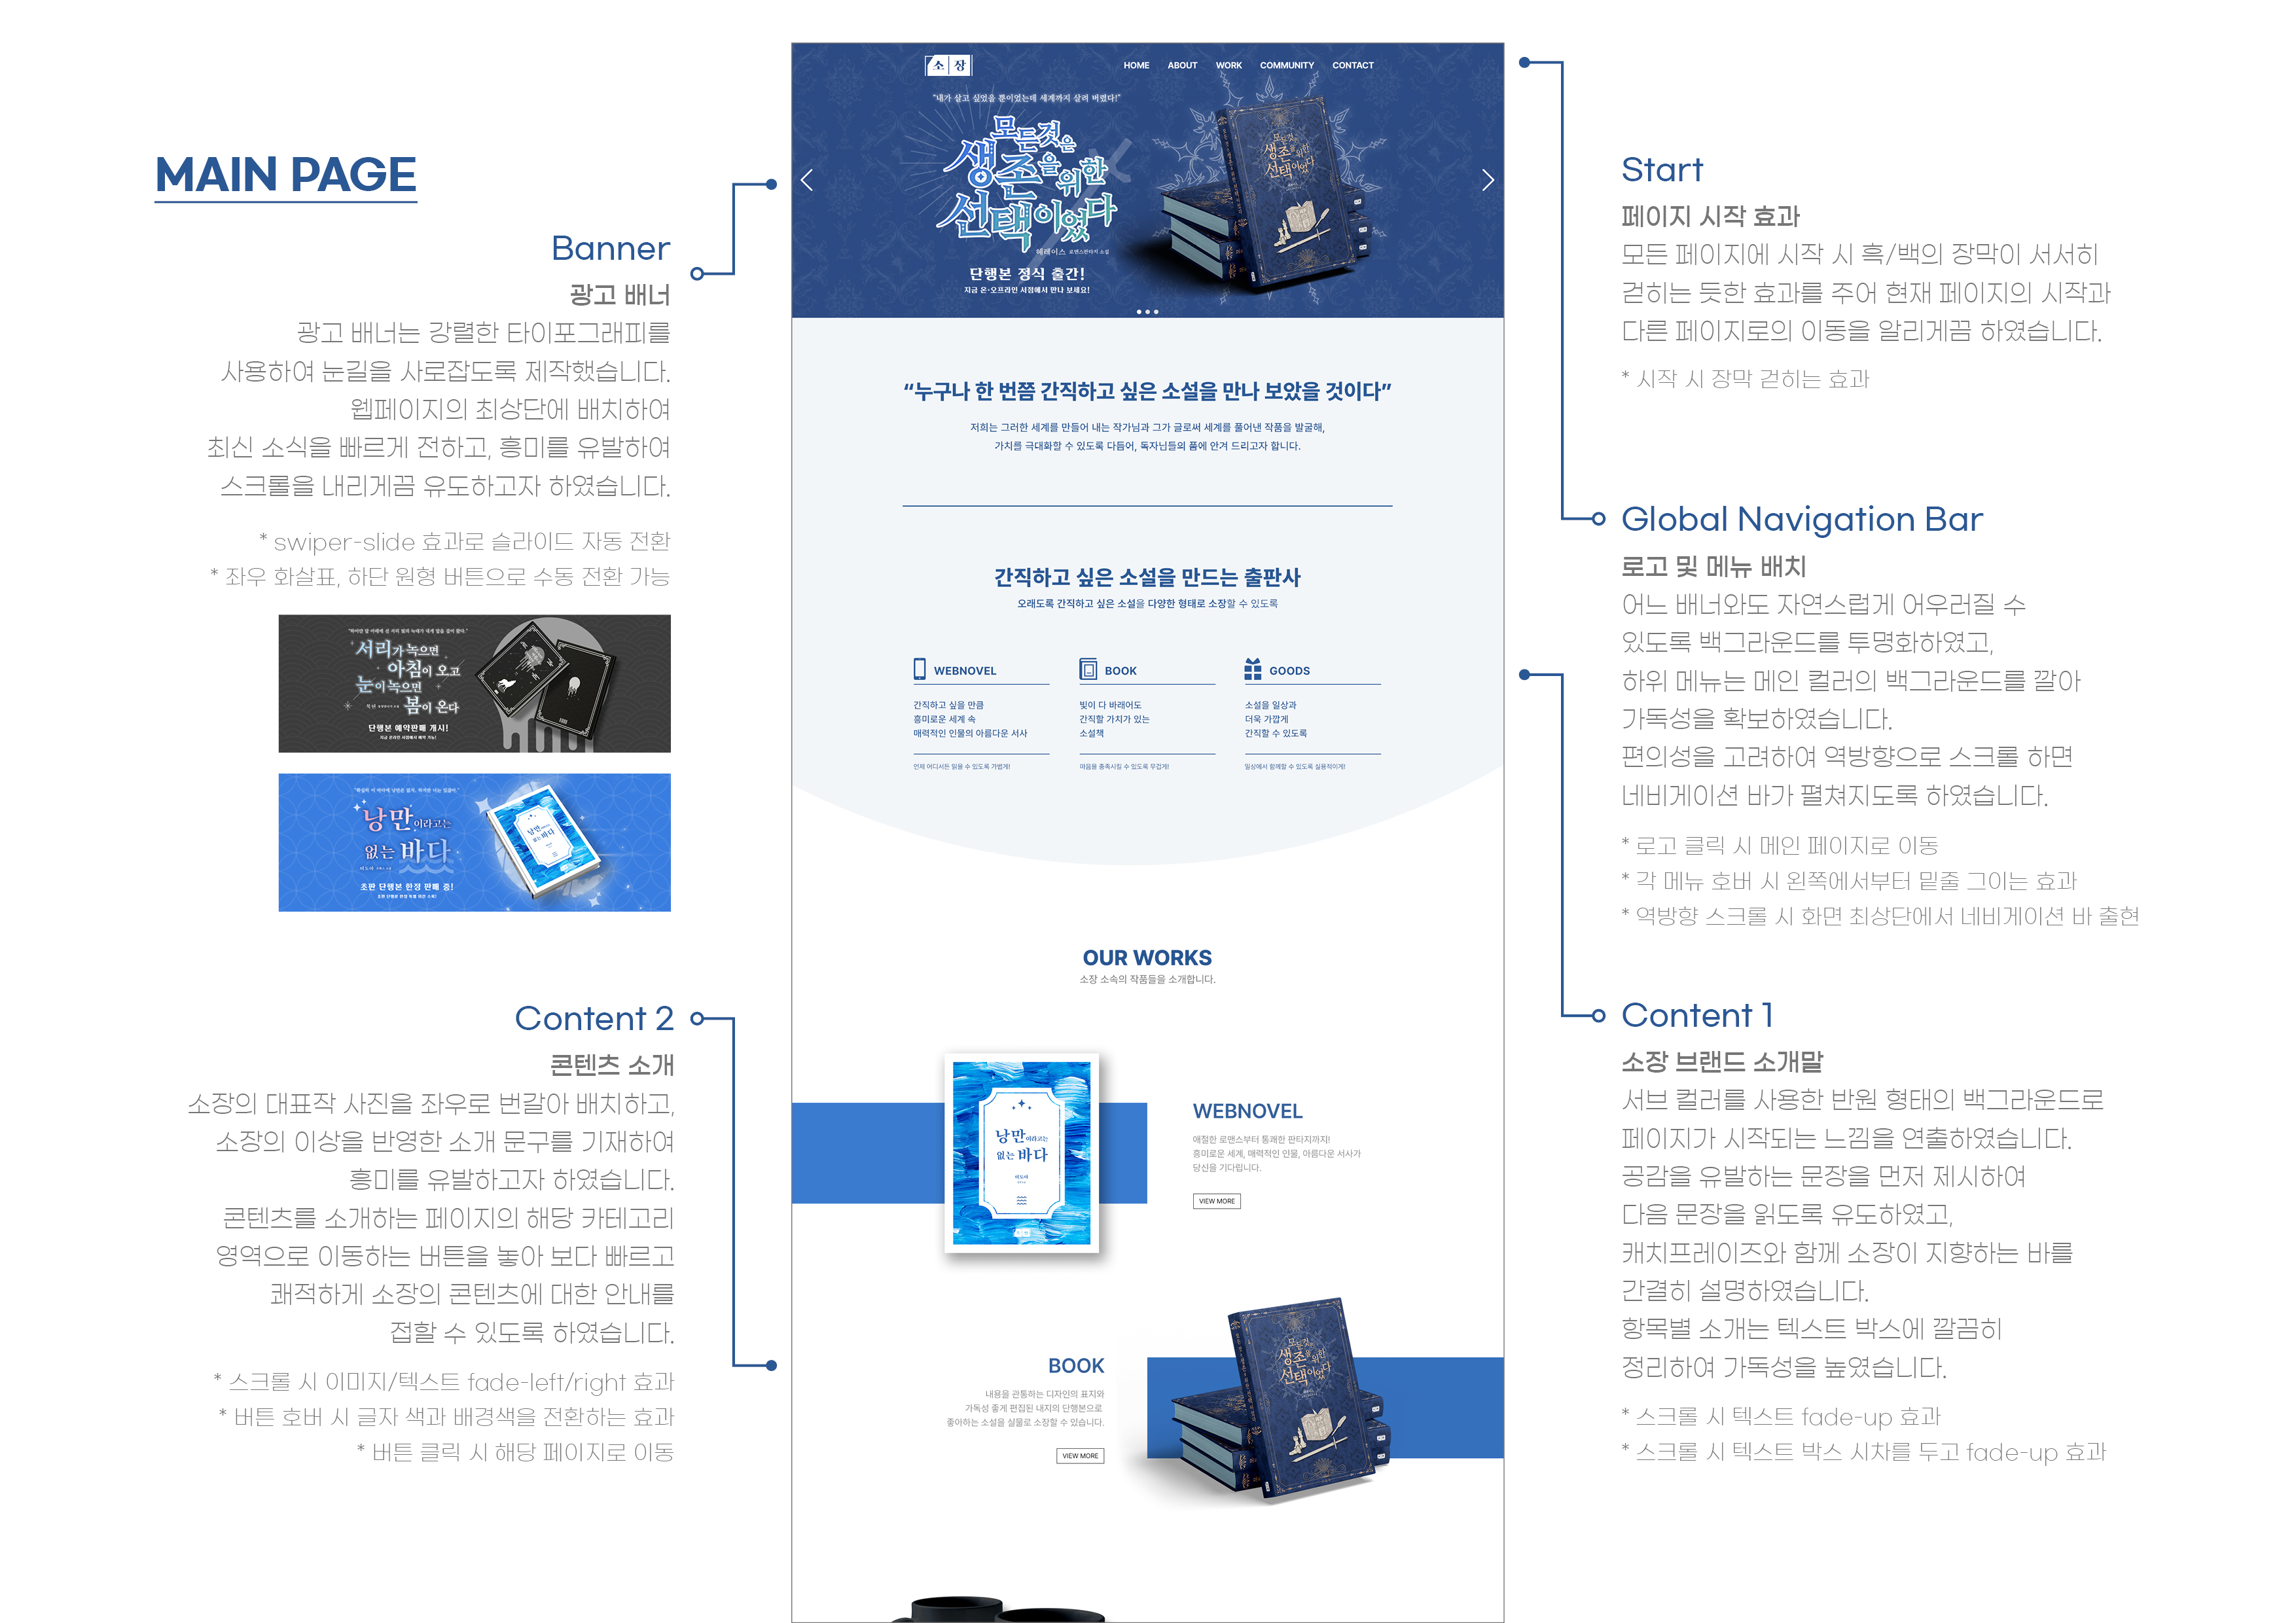 MAIN PAGE
Banner
광고 배너
광고 배너는 강렬한 타이포그래피를
사용하여 눈길을 사로잡도록 제작했습니다.
웹페이지의 최상단에 배치하여
최신 소식을 빠르게 전하고, 흥미를 유발하여
스크롤을 내리게끔 유도하고자 하였습니다.
* swiper-slide 효과로 슬라이드 자동 전환
* 좌우 화살표, 하단 원형 버튼으로 수동 전환 가능
서리가 녹으면
아침이 오고
눈이 녹으면
봄이 온다
단행본 예약판매 개시!
낭만이라고는
없는 바다
초판 단행본 한정 판매 중!
Content 2
콘텐츠 소개
소장의 대표작 사진을 좌우로 번갈아 배치하고,
소장의 이상을 반영한 소개 문구를 기재하여
흥미를 유발하고자 하였습니다.
콘텐츠를 소개하는 페이지의 해당 카테고리
영역으로 이동하는 버튼을 놓아 보다 빠르고
쾌적하게 소장의 콘텐츠에 대한 안내를
접할 수 있도록 하였습니다.
* 스크롤 시 이미지/텍스트 fade-left/right 효과
* 버튼 호버 시 글자 색과 배경색을 전환하는 효과
* 버튼 클릭 시 해당 페이지로 이동
소장
HOME ABOUT WORK COMMUNITY CONTACT
"내가 살고 싶었을 뿐이었는데 세계까지 살려 버렸다!"
모든것은
생존을 위한
선택이었다
헤레이스 로맨스판타지 소설
단행본 정식 출간!
지금 온·오프라인 서점에서 만나 보세요!
모든것은
생존을 위한
선택이었다
“누구나 한 번쯤 간직하고 싶은 소설을 만나 보았을 것이다”
저희는 그러한 세계를 만들어 내는 작가님과 그가 글로써 세계를 풀어낸 작품을 발굴해,
가치를 극대화할 수 있도록 다듬어, 독자님들의 품에 안겨 드리고자 합니다.
간직하고 싶은 소설을 만드는 출판사
오래도록 간직하고 싶은 소설을 다양한 형태로 소장할 수 있도록
WEBNOVEL
간직하고 싶을 만큼
흥미로운 세계 속
매력적인 인물의 아름다운 서사
언제 어디서든 읽을 수 있도록 가볍게!
BOOK
빛이 다 바래어도
간직할 가치가 있는
소설책
마음을 충족시킬 수 있도록 무겁게!
GOODS
소설을 일상과
더욱 가깝게
간직할 수 있도록
일상에서 함께할 수 있도록 실용적이게!
OUR WORKS
소장 소속의 작품들을 소개합니다.
낭만이라고는
없는 바다
WEBNOVEL
애절한 로맨스부터 통쾌한 판타지까지!
흥미로운 세계, 매력적인 인물, 아름다운 서사가
당신을 기다립니다.
VIEW MORE
BOOK
내용을 관통하는 디자인의 표지와
가독성 좋게 편집된 내지의 단행본으로
좋아하는 소설을 실물로 소장할 수 있습니다.
VIEW MORE
모든것은
생존을 위한
선택이었다
Start
페이지 시작 효과
모든 페이지에 시작 시 흑/백의 장막이 서서히
걷히는 듯한 효과를 주어 현재 페이지의 시작과
다른 페이지로의 이동을 알리게끔 하였습니다.
* 시작 시 장막 걷히는 효과
Global Navigation Bar
로고 및 메뉴 배치
어느 배너와도 자연스럽게 어우러질 수
있도록 백그라운드를 투명화하였고,
하위 메뉴는 메인 컬러의 백그라운드를 깔아
가독성을 확보하였습니다.
편의성을 고려하여 역방향으로 스크롤 하면
네비게이션 바가 펼쳐지도록 하였습니다.
* 로고 클릭 시 메인 페이지로 이동
* 각 메뉴 호버 시 왼쪽에서부터 밑줄 그이는 효과
* 역방향 스크롤 시 화면 최상단에서 네비게이션 바 출현
Content 1
소장 브랜드 소개말
서브 컬러를 사용한 반원 형태의 백그라운드로
페이지가 시작되는 느낌을 연출하였습니다.
공감을 유발하는 문장을 먼저 제시하여
다음 문장을 읽도록 유도하였고,
캐치프레이즈와 함께 소장이 지향하는 바를
간결히 설명하였습니다.
항목별 소개는 텍스트 박스에 깔끔히
정리하여 가독성을 높였습니다.
* 스크롤 시 텍스트 fade-up 효과
* 스크롤 시 텍스트 박스 시차를 두고 fade-up 효과